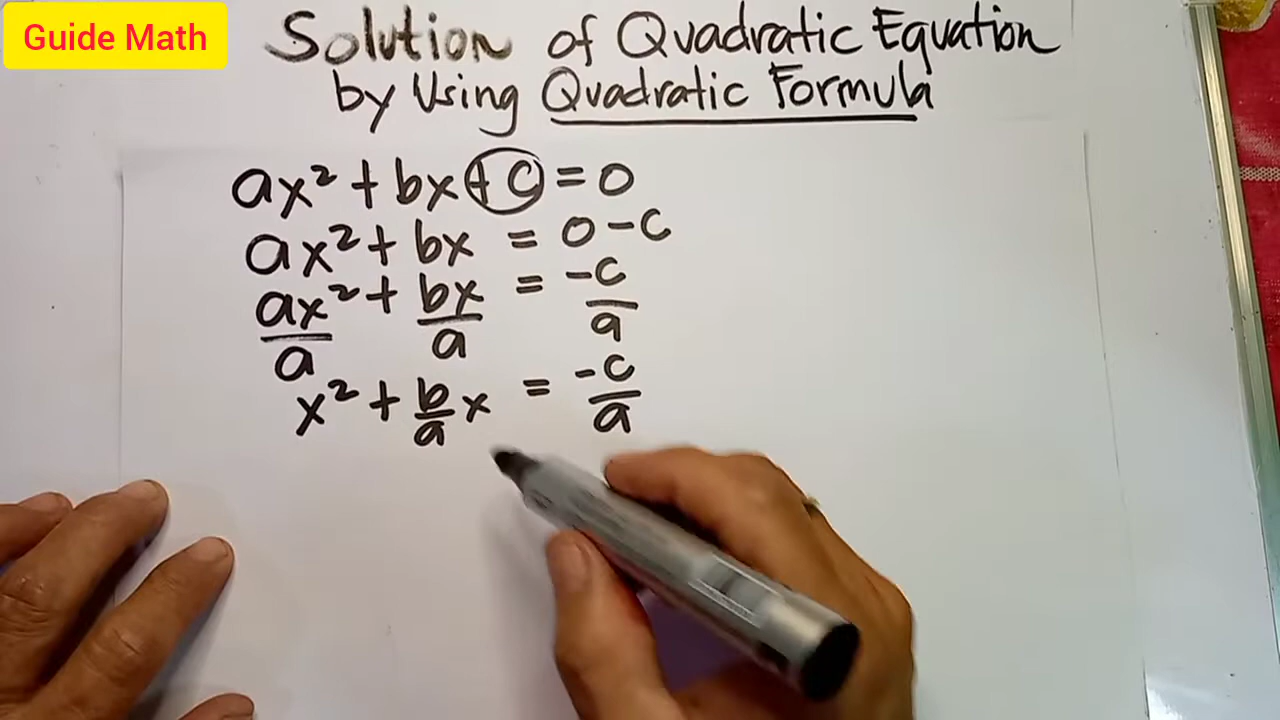 Guide Math
Solution of Quadratic Equation
by Using Quadratic Formula
ax² + bx + c = 0
ax² + bx = 0 - c
ax²/a + bx/a = -c/a
x² + b/a x = -c/a